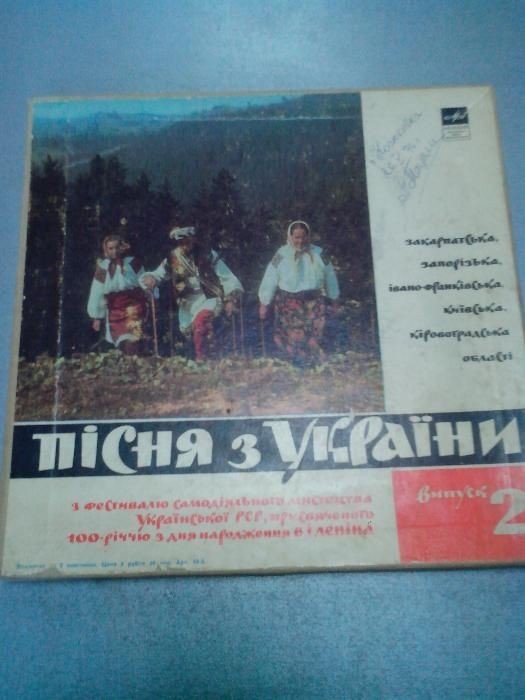 закарпатська,
запорізька,
івано-франківська,
київська,
кіровоградська
області
пісня з України
випуск 2
з фестивалю самодіяльного мистецтва
Української РСР, присвяченого
100-річчю з дня народження в і леніна